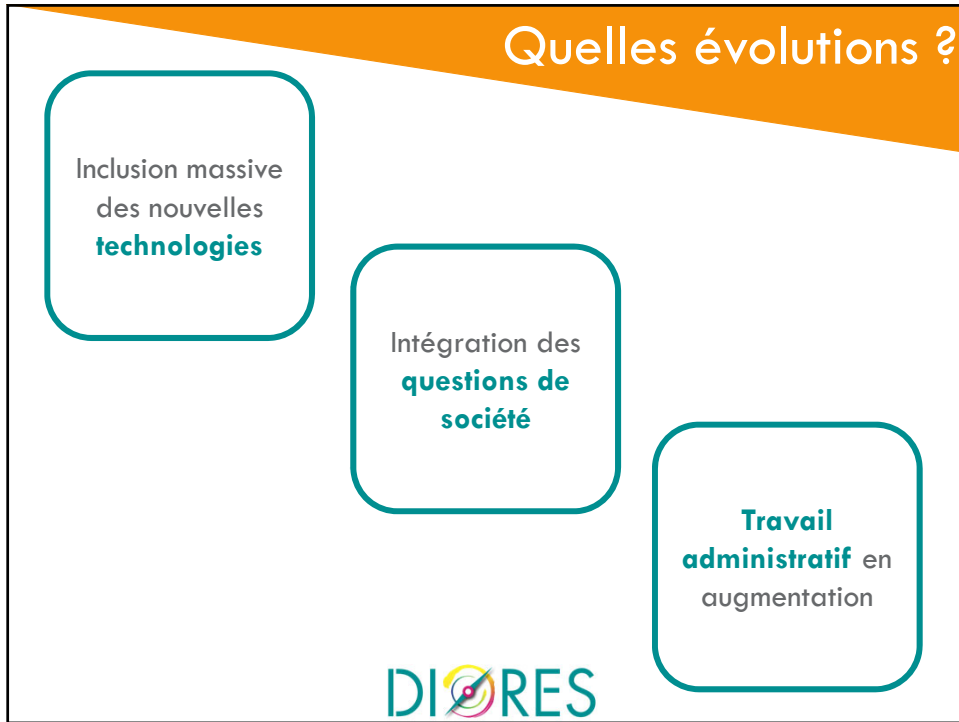 Quelles évolutions ?
Inclusion massive
des nouvelles
technologies
Intégration des
questions de
société
Travail
administratif en
augmentation
DIORES